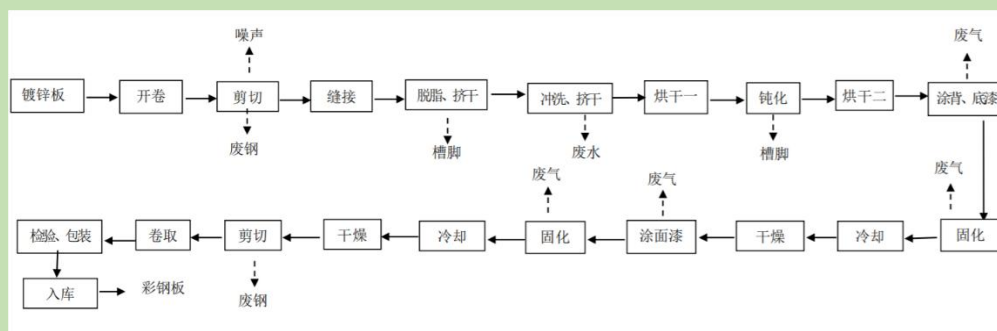 噪声
废气
镀锌板
开卷
剪切
缝接
脱脂、挤干
冲洗、挤干
烘干一
钝化
烘干二
涂背、底漆
废钢
槽脚
废水
槽脚
废气
废气
废气
检验、包装
卷取
剪切
干燥
冷却
固化
涂面漆
干燥
冷却
固化
入库
彩钢板
废钢